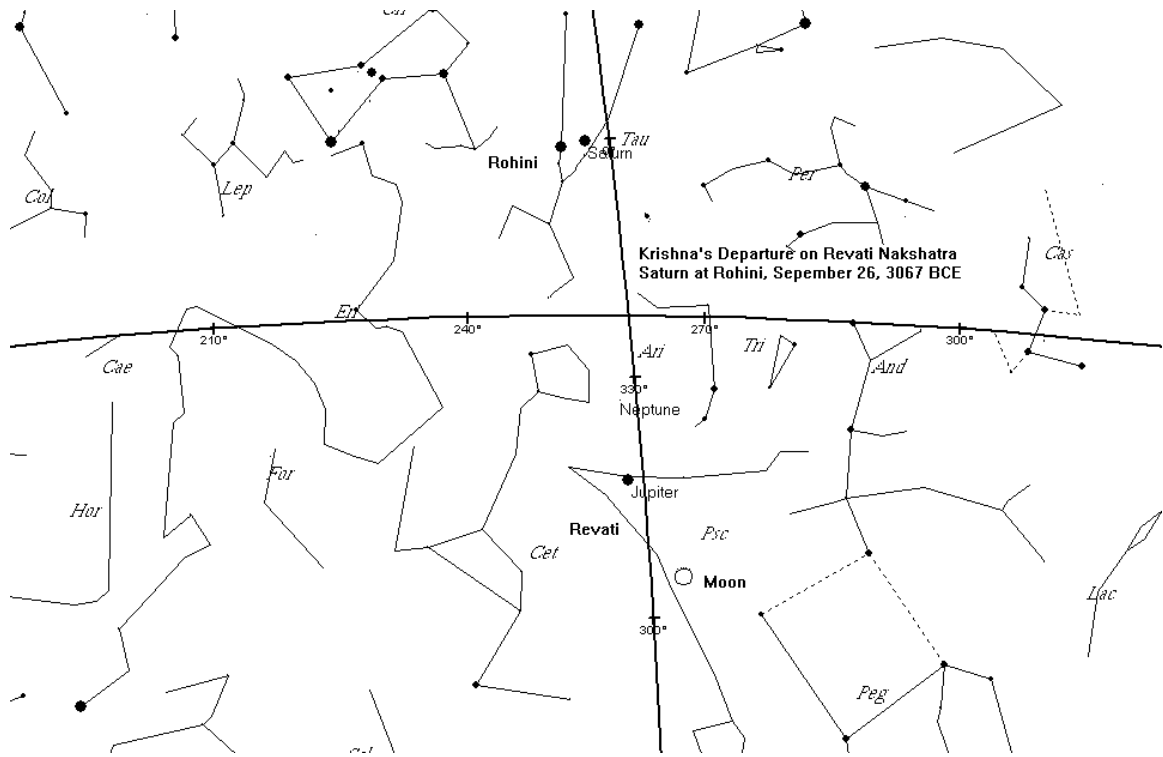 Tau
Saturn
Rohini
Per
Lep
Col
Krishna's Departure on Revati Nakshatra
Saturn at Rohini, Sepember 26, 3067 BCE
Cas
Eri
210°
240°
270°
300°
Ari
Tri
And
Cae
330°
Neptune
For
Jupiter
Hor
Revati
Psc
Cet
Moon
Lac
300°
Peg